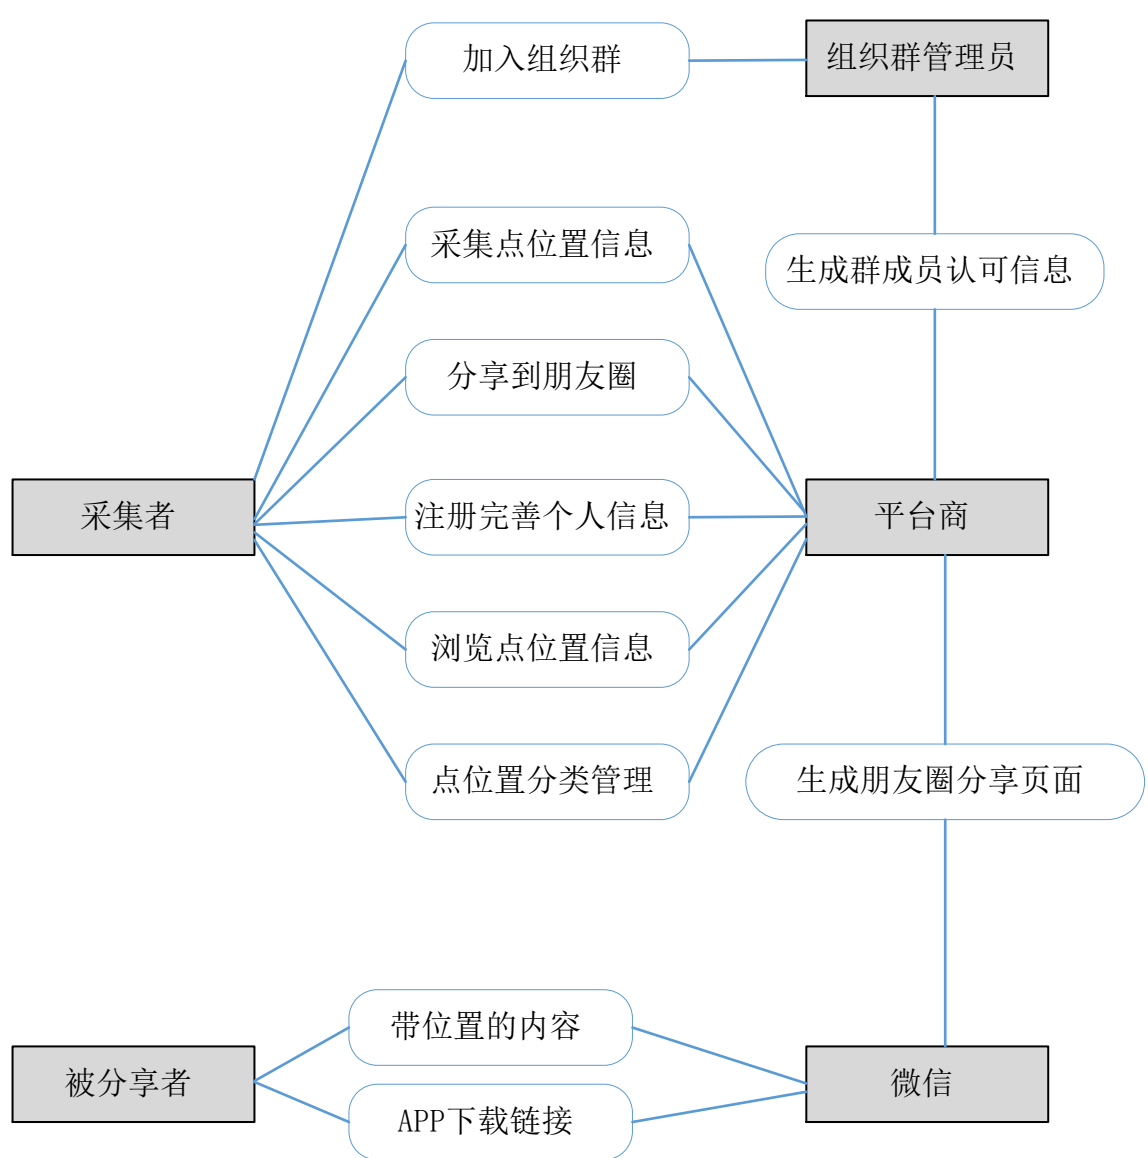 加入组织群
组织群管理员
采集点位置信息
生成群成员认可信息
分享到朋友圈
采集者
注册完善个人信息
平台商
浏览点位置信息
点位置分类管理
生成朋友圈分享页面
带位置的内容
被分享者
微信
APP下载链接